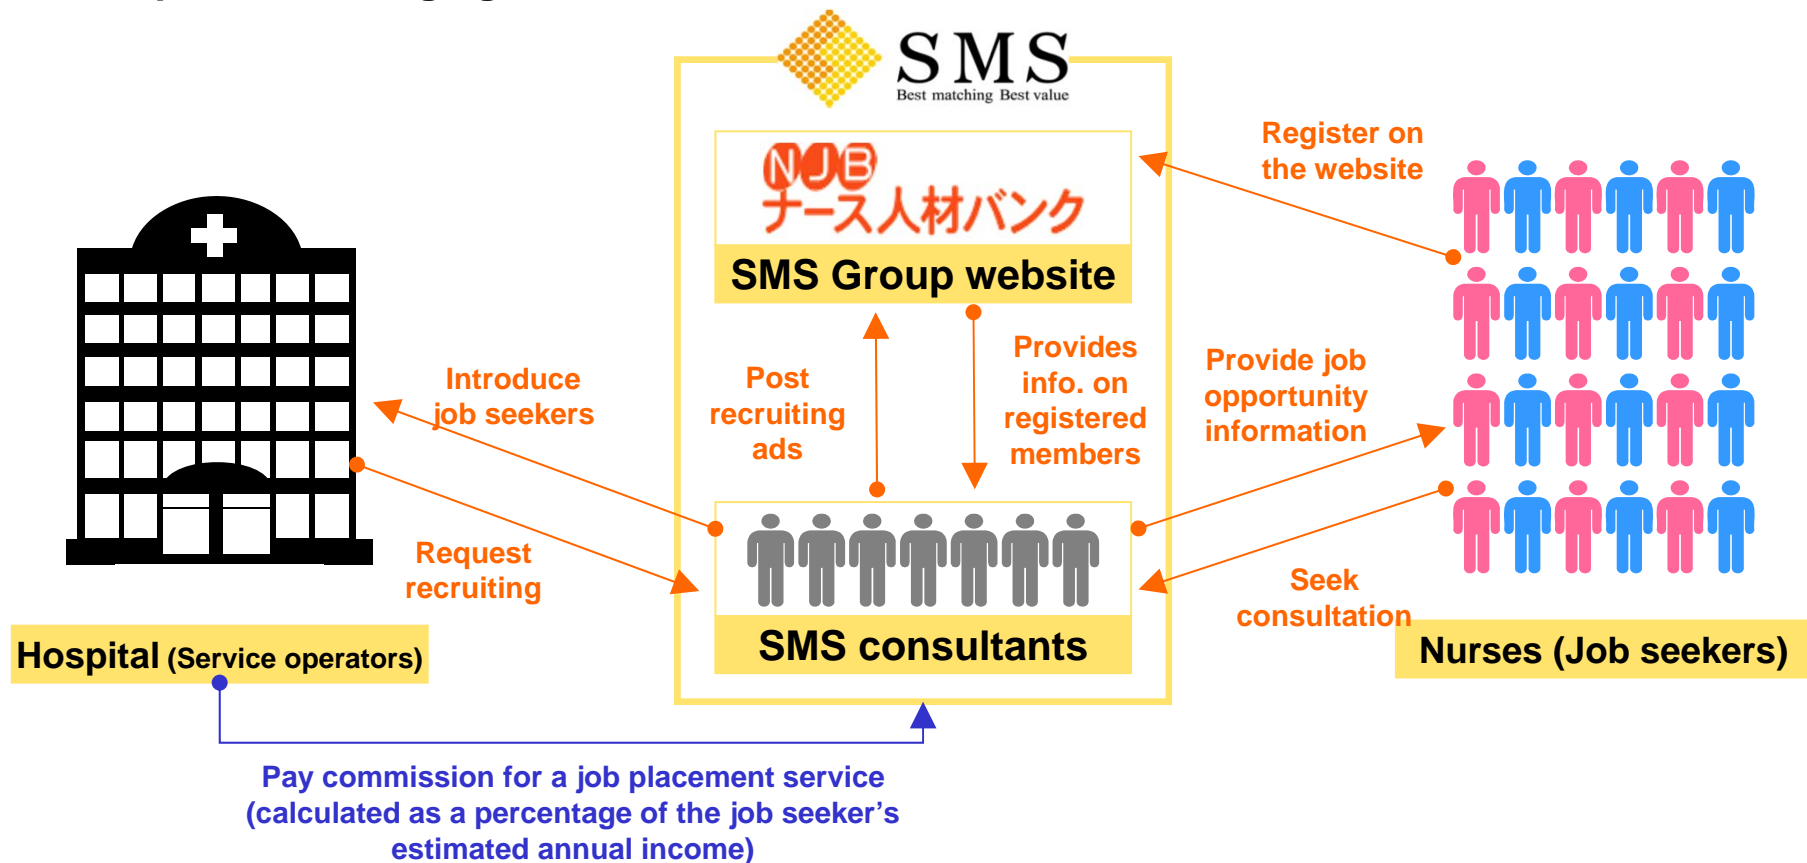 SMS
Best matching Best value
NJB
ナース人材バンク
SMS Group website
Register on
the website
Introduce
job seekers
Post
recruiting
ads
Provides
info. on
registered
members
Provide job
opportunity
information
Request
recruiting
Seek
consultation
SMS consultants
Hospital (Service operators)
Nurses (Job seekers)
Pay commission for a job placement service
(calculated as a percentage of the job seeker’s
estimated annual income)